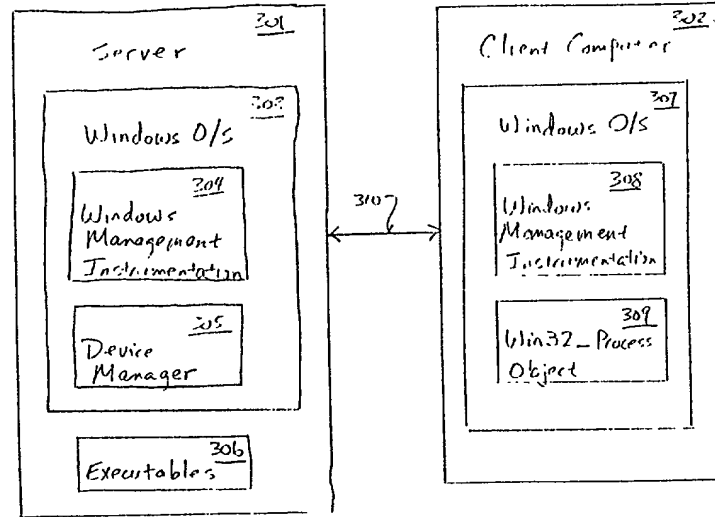 301
Server
303
Windows O/s
304
Windows
Management
Instrumentation
305
Device
Manager
306
Executables
310
302
Client Computer
307
Windows O/s
308
Windows
Management
Instrumentation
309
Win32_Process
Object